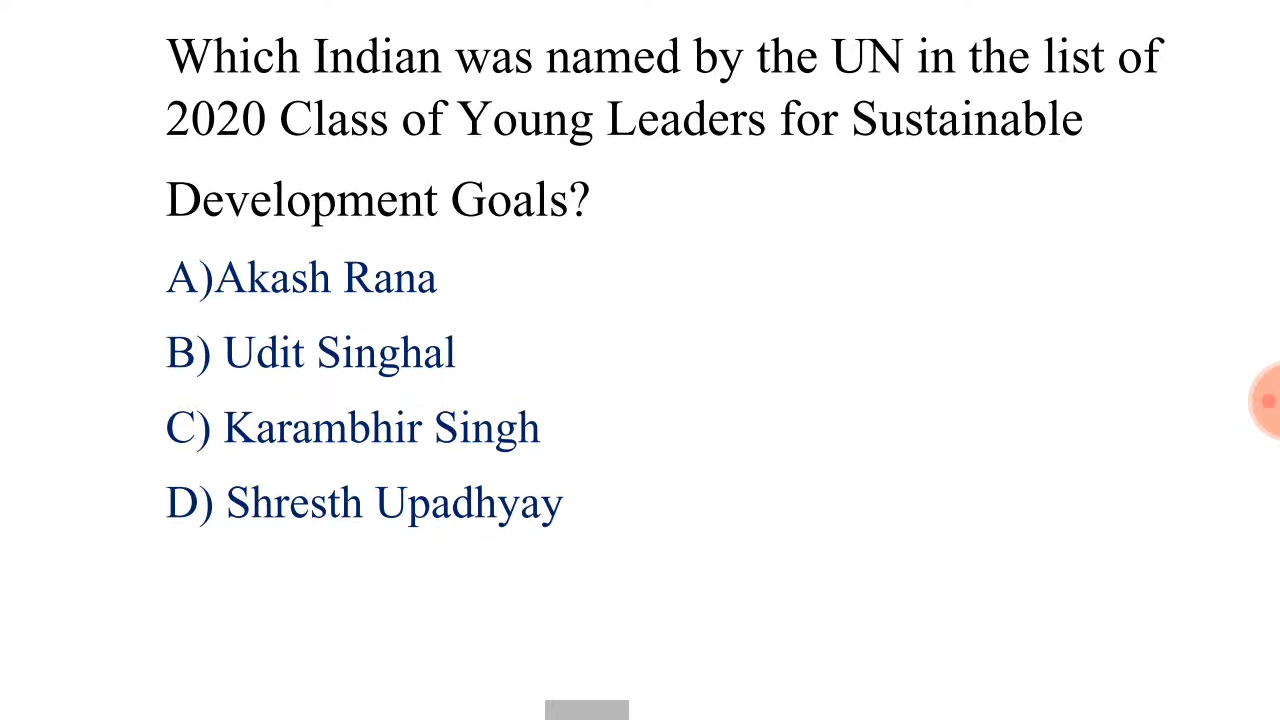 Which Indian was named by the UN in the list of
2020 Class of Young Leaders for Sustainable
Development Goals?
A)Akash Rana
B) Udit Singhal
C) Karambhir Singh
D) Shresth Upadhyay